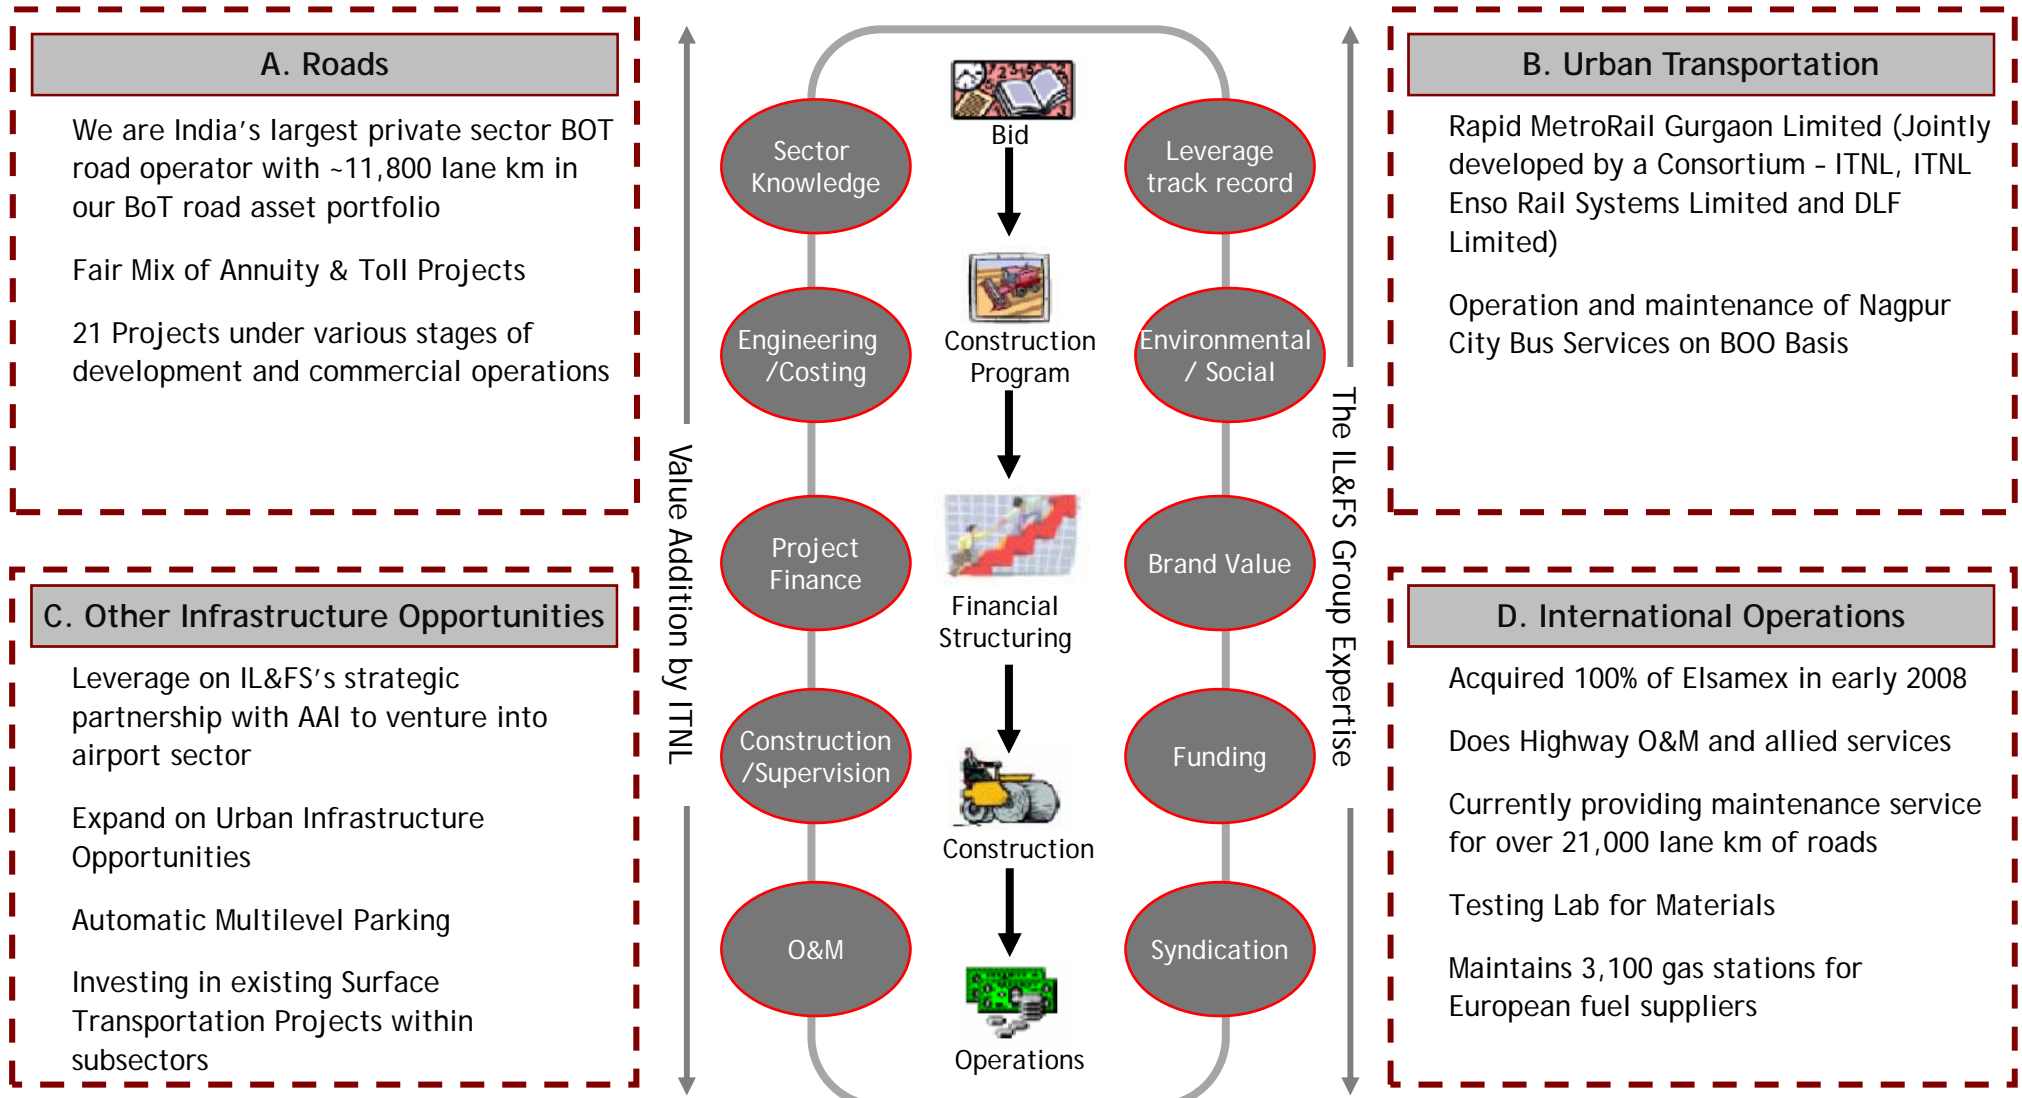 A. Roads
We are India's largest private sector BOT
road operator with ~11,800 lane km in
our BoT road asset portfolio
Fair Mix of Annuity & Toll Projects
21 Projects under various stages of
development and commercial operations
C. Other Infrastructure Opportunities
Leverage on IL&FS's strategic
partnership with AAI to venture into
airport sector
Expand on Urban Infrastructure
Opportunities
Automatic Multilevel Parking
Investing in existing Surface
Transportation Projects within
subsectors
Value Addition by ITNL
Sector
Knowledge
Engineering
/Costing
Project
Finance
Construction
/Supervision
O&M
Bid
Construction
Program
Financial
Structuring
Construction
Operations
Leverage
track record
Environmental
/ Social
Brand Value
Funding
Syndication
The IL&FS Group Expertise
B. Urban Transportation
Rapid MetroRail Gurgaon Limited (Jointly
developed by a Consortium – ITNL, ITNL
Enso Rail Systems Limited and DLF
Limited)
Operation and maintenance of Nagpur
City Bus Services on BOO Basis
D. International Operations
Acquired 100% of Elsamex in early 2008
Does Highway O&M and allied services
Currently providing maintenance service
for over 21,000 lane km of roads
Testing Lab for Materials
Maintains 3,100 gas stations for
European fuel suppliers